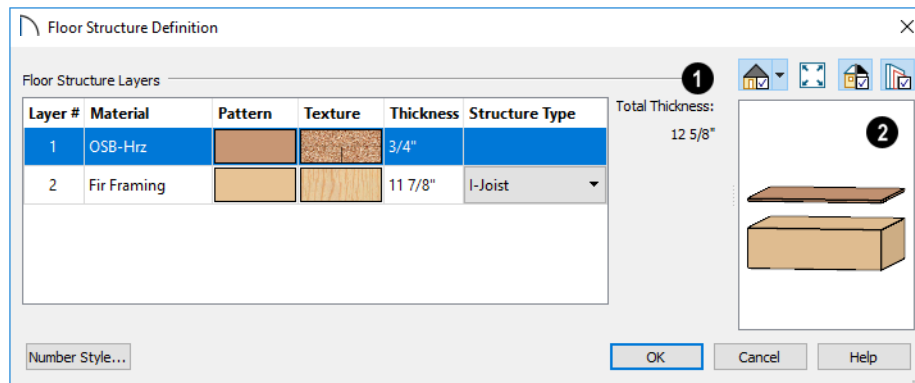 Floor Structure Definition
Floor Structure Layers
1
Layer # Material Pattern Texture Thickness Structure Type
1 OSB-Hrz 3/4"
2 Fir Framing 11 7/8" I-Joist
Total Thickness:
12 5/8"
2
Number Style...
OK Cancel Help